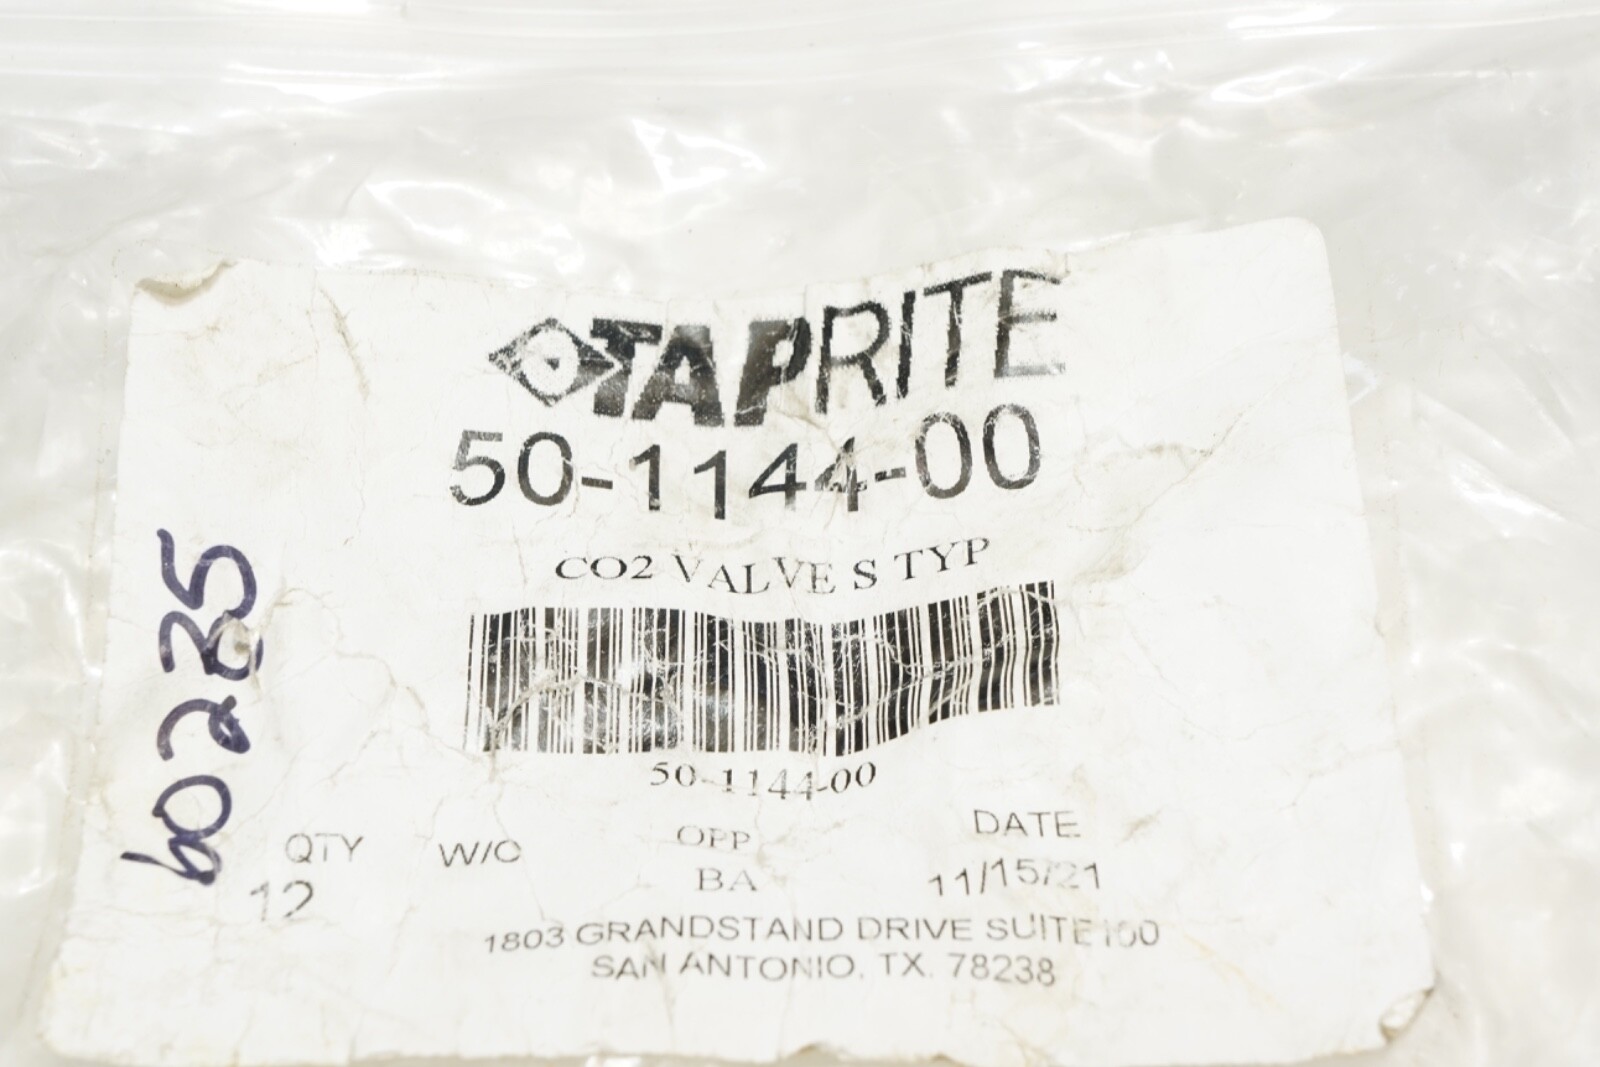 TAPRITE
50-1144-00
CO2 VALVE S TYP
50-1144-00
QTY W/O OPP DATE
12 BA 11/15/21
1803 GRANDSTAND DRIVE SUITE 100
SAN ANTONIO, TX. 78238
60225